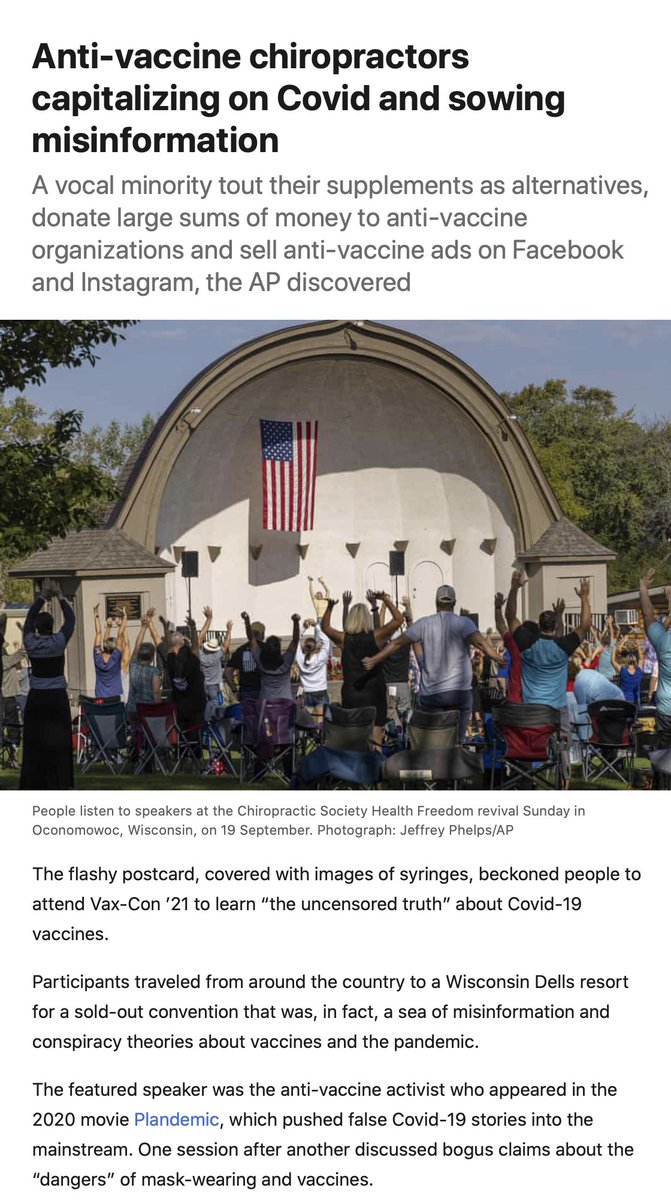 Anti-vaccine chiropractors
capitalizing on Covid and sowing
misinformation
A vocal minority tout their supplements as alternatives,
donate large sums of money to anti-vaccine
organizations and sell anti-vaccine ads on Facebook
and Instagram, the AP discovered
People listen to speakers at the Chiropractic Society Health Freedom revival Sunday in
Oconomowoc, Wisconsin, on 19 September. Photograph: Jeffrey Phelps/AP
The flashy postcard, covered with images of syringes, beckoned people to
attend Vax-Con ’21 to learn “the uncensored truth” about Covid-19
vaccines.
Participants traveled from around the country to a Wisconsin Dells resort
for a sold-out convention that was, in fact, a sea of misinformation and
conspiracy theories about vaccines and the pandemic.
The featured speaker was the anti-vaccine activist who appeared in the
2020 movie Plandemic, which pushed false Covid-19 stories into the
mainstream. One session after another discussed bogus claims about the
“dangers” of mask-wearing and vaccines.